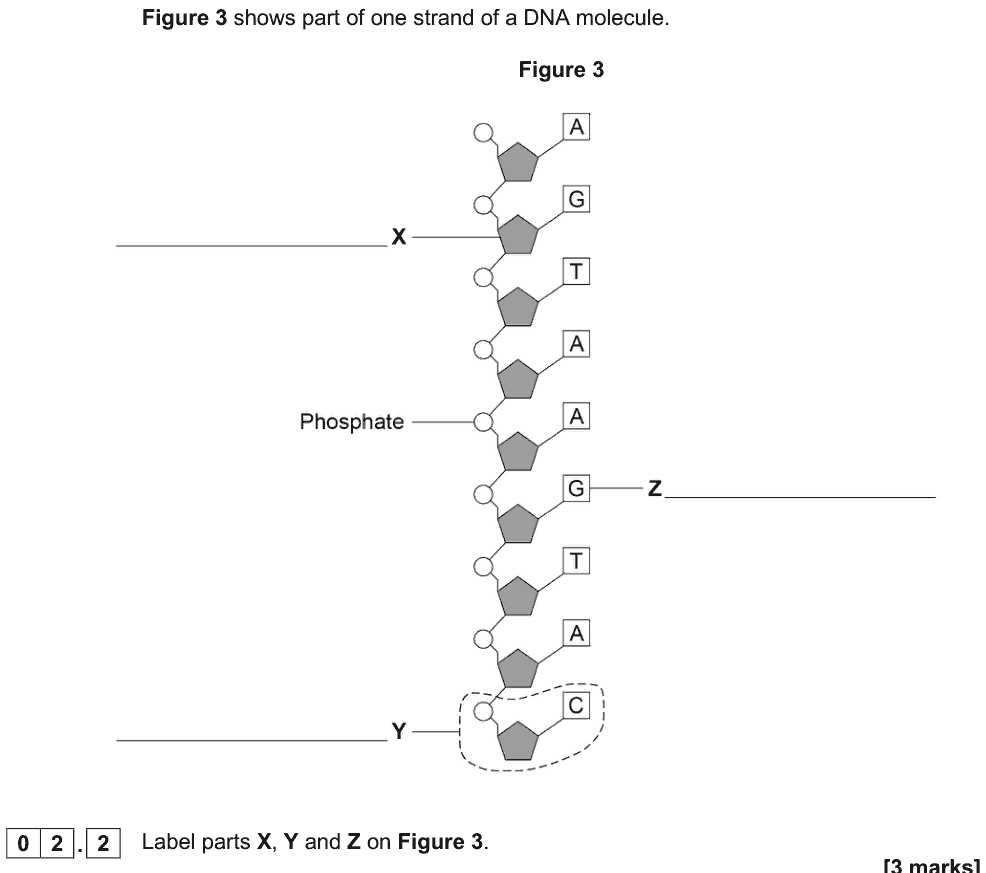 Figure 3 shows part of one strand of a DNA molecule.
Figure 3
A
G
X
T
A
Phosphate
A
G
Z
T
A
C
Y
0 2 . 2 Label parts X, Y and Z on Figure 3.
[3 marks]